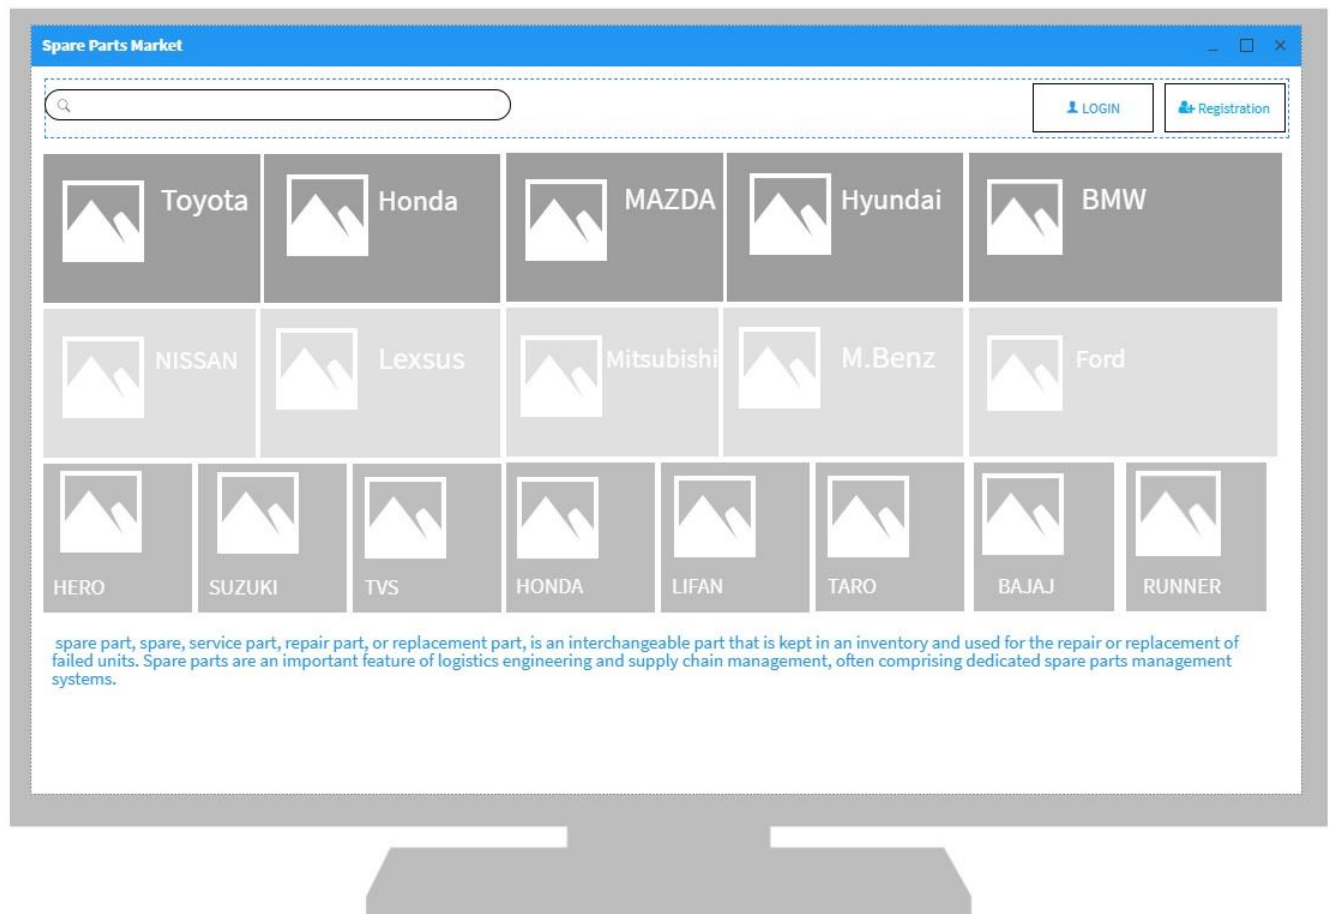 Spare Parts Market
LOGIN
Registration
Toyota
Honda
MAZDA
Hyundai
BMW
NISSAN
Lexsus
Mitsubishi
M.Benz
Ford
HERO
SUZUKI
TVS
HONDA
LIFAN
TARO
BAJAJ
RUNNER
spare part, spare, service part, repair part, or replacement part, is an interchangeable part that is kept in an inventory and used for the repair or replacement of
failed units. Spare parts are an important feature of logistics engineering and supply chain management, often comprising dedicated spare parts management
systems.